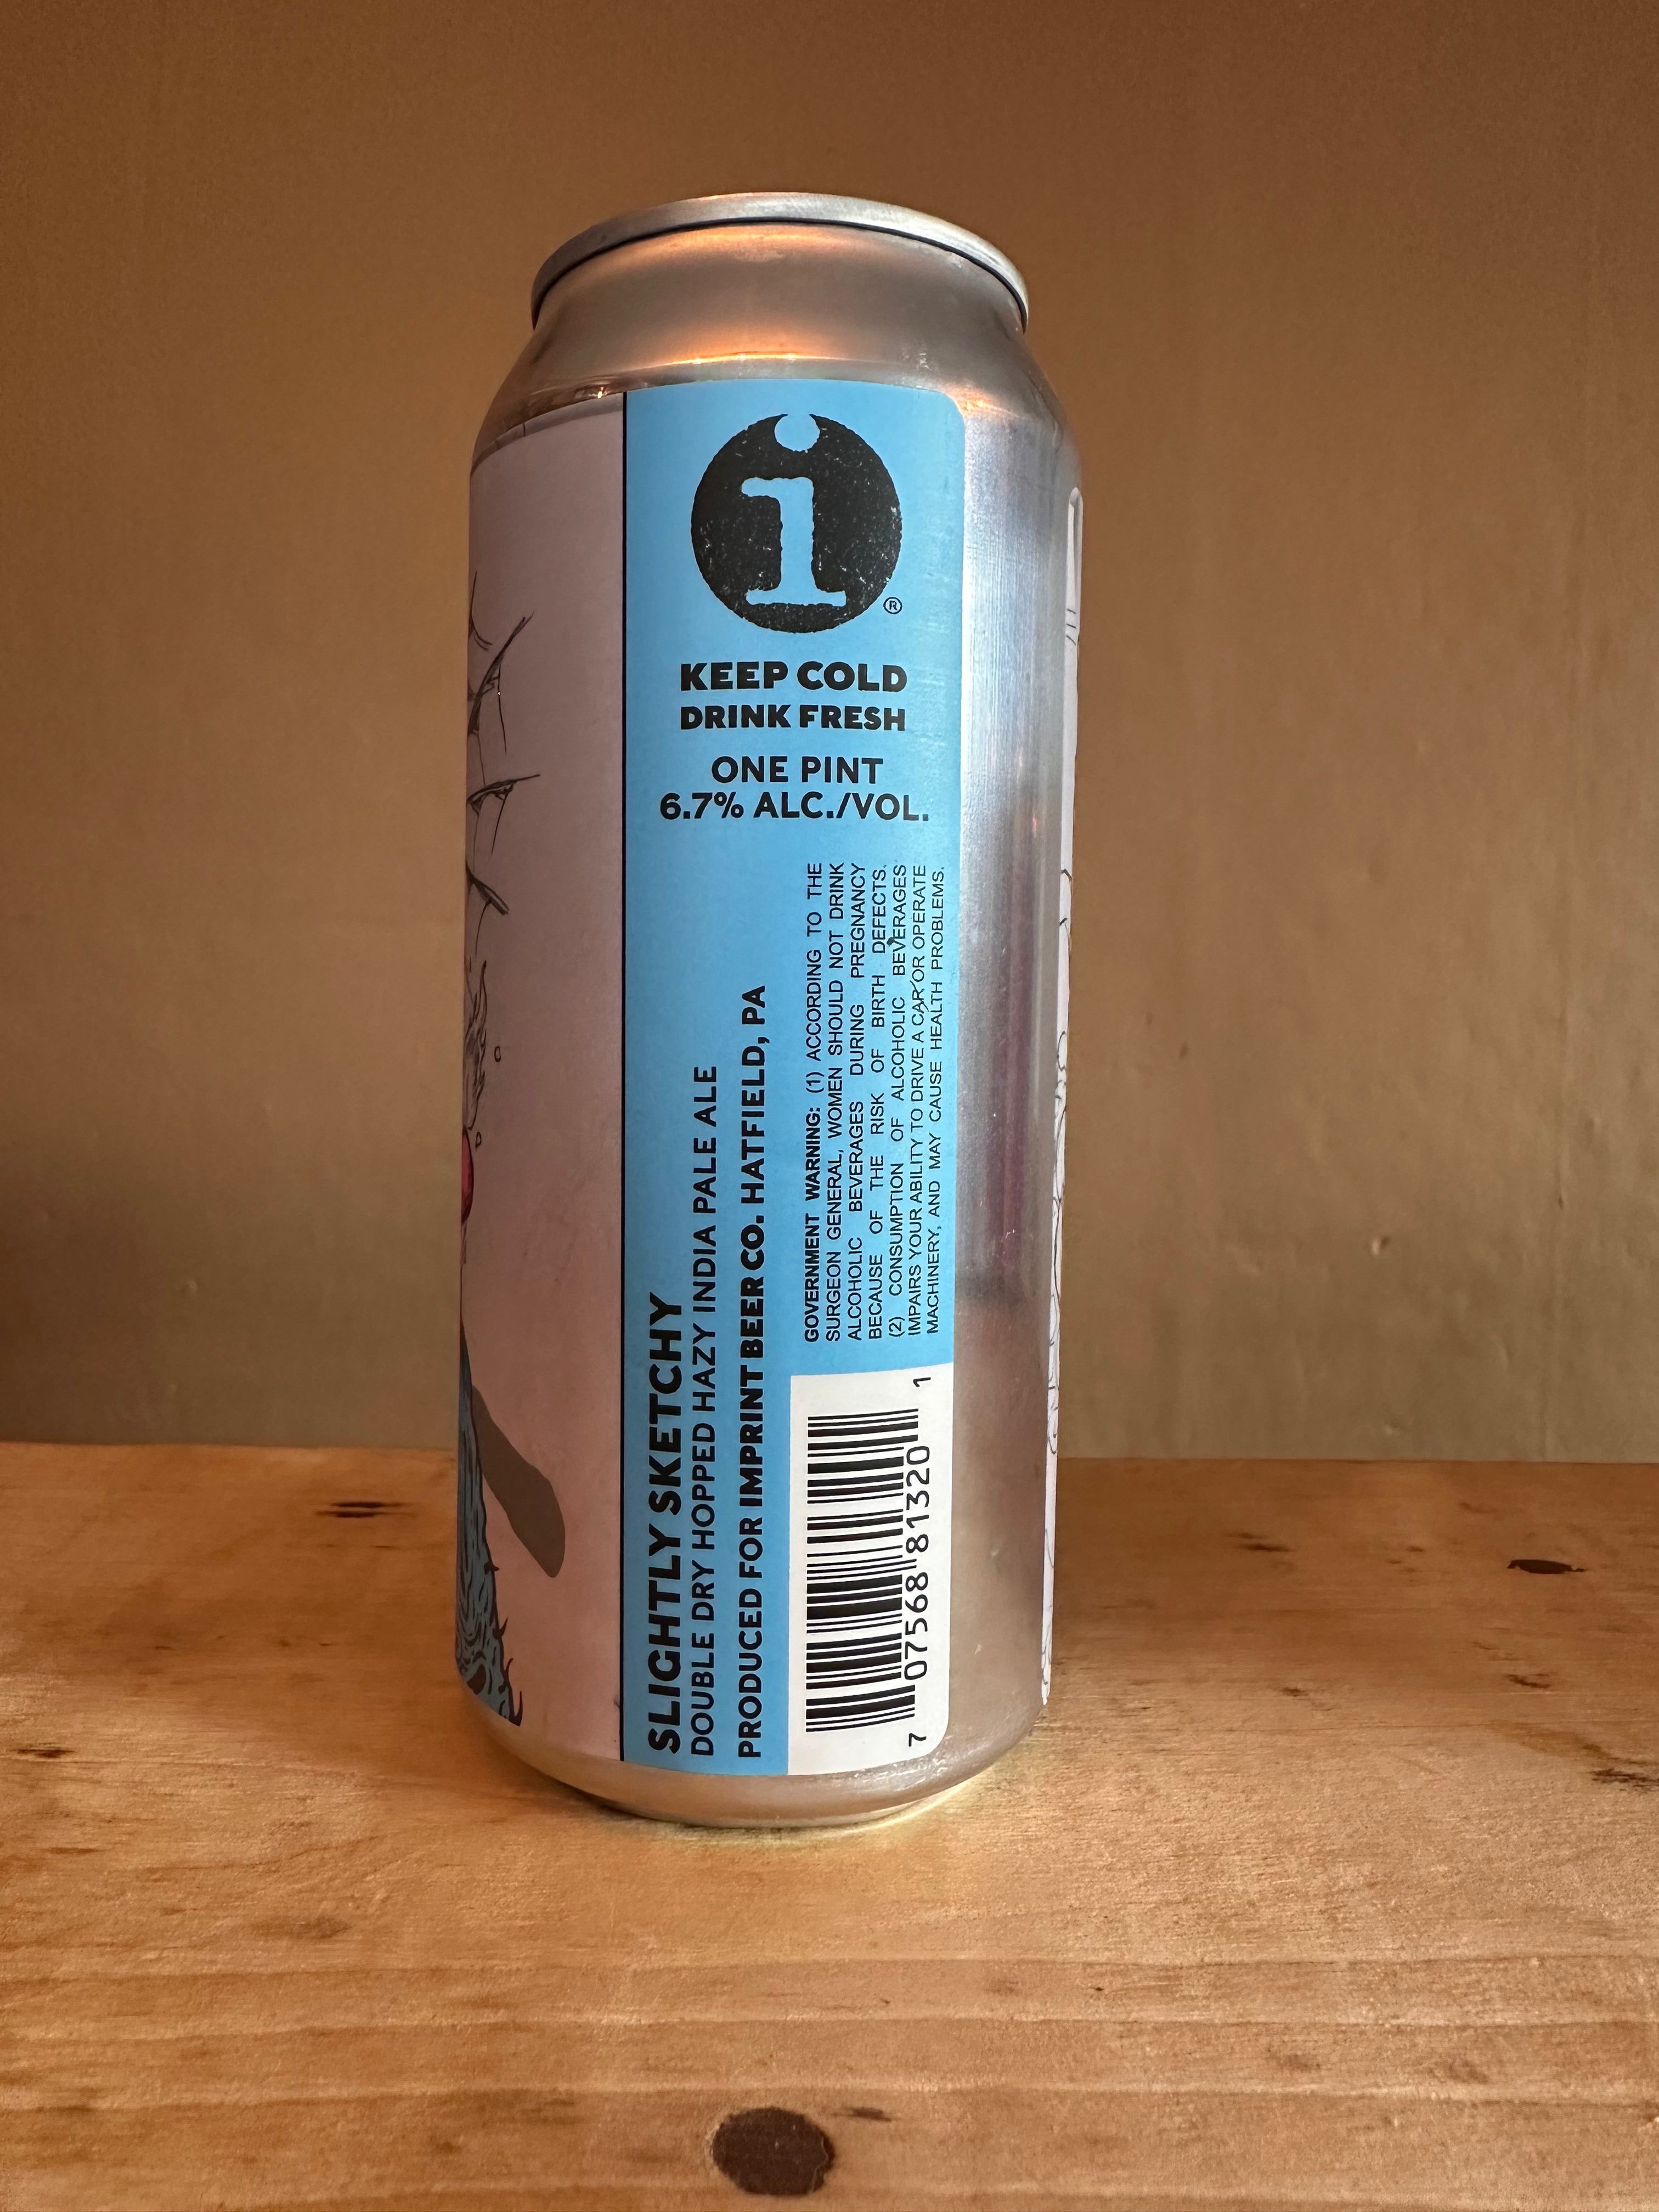 i
®
KEEP COLD
DRINK FRESH
ONE PINT
6.7% ALC./VOL.
SLIGHTLY SKETCHY
DOUBLE DRY HOPPED HAZY INDIA PALE ALE
PRODUCED FOR IMPRINT BEER CO. HATFIELD, PA
GOVERNMENT WARNING: (1) ACCORDING TO THE
SURGEON GENERAL, WOMEN SHOULD NOT DRINK
ALCOHOLIC BEVERAGES DURING PREGNANCY
BECAUSE OF THE RISK OF BIRTH DEFECTS.
(2) CONSUMPTION OF ALCOHOLIC BEVERAGES
IMPAIRS YOUR ABILITY TO DRIVE A CAR OR OPERATE
MACHINERY, AND MAY CAUSE HEALTH PROBLEMS.
7 07568 81320 1